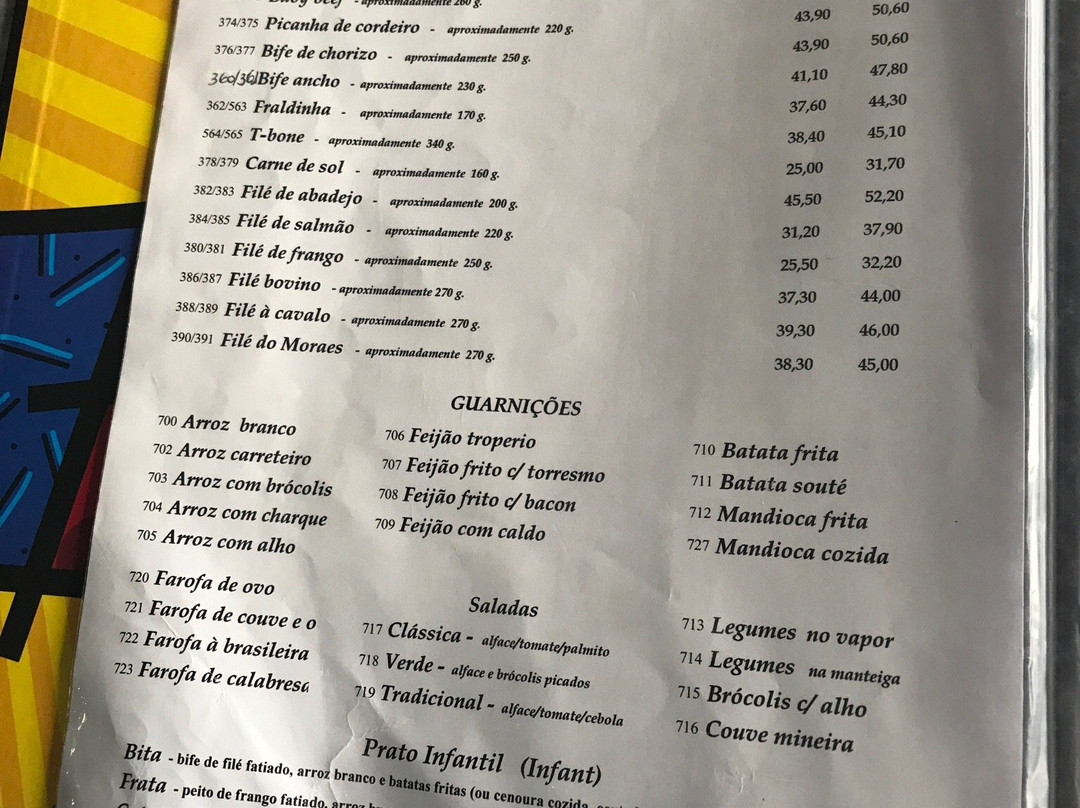 Baby beef - aproximadamente 260 g.
374/375 Picanha de cordeiro - aproximadamente 220 g. 43,90 50,60
376/377 Bife de chorizo - aproximadamente 250 g. 43,90 50,60
360/361 Bife ancho - aproximadamente 230 g. 41,10 47,80
362/563 Fraldinha - aproximadamente 170 g. 37,60 44,30
564/565 T-bone - aproximadamente 340 g. 38,40 45,10
378/379 Carne de sol - aproximadamente 160 g. 25,00 31,70
382/383 Filé de abadejo - aproximadamente 200 g. 45,50 52,20
384/385 Filé de salmão - aproximadamente 220 g. 31,20 37,90
380/381 Filé de frango - aproximadamente 250 g. 25,50 32,20
386/387 Filé bovino - aproximadamente 270 g. 37,30 44,00
388/389 Filé à cavalo - aproximadamente 270 g. 39,30 46,00
390/391 Filé do Moraes - aproximadamente 270 g. 38,30 45,00
GUARNIÇÕES
700 Arroz branco
702 Arroz carreteiro
703 Arroz com brócolis
704 Arroz com charque
705 Arroz com alho
706 Feijão troperio
707 Feijão frito c/ torresmo
708 Feijão frito c/ bacon
709 Feijão com caldo
710 Batata frita
711 Batata souté
712 Mandioca frita
727 Mandioca cozida
720 Farofa de ovo
721 Farofa de couve e o
722 Farofa à brasileira
723 Farofa de calabresa
Saladas
717 Clássica - alface/tomate/palmito
718 Verde - alface e brócolis picados
719 Tradicional - alface/tomate/cebola
713 Legumes no vapor
714 Legumes na manteiga
715 Brócolis c/ alho
716 Couve mineira
Prato Infantil (Infant)
Bita - bife de filé fatiado, arroz branco e batatas fritas (ou cenoura cozida,
Frata - peito de frango fatiado, arroz